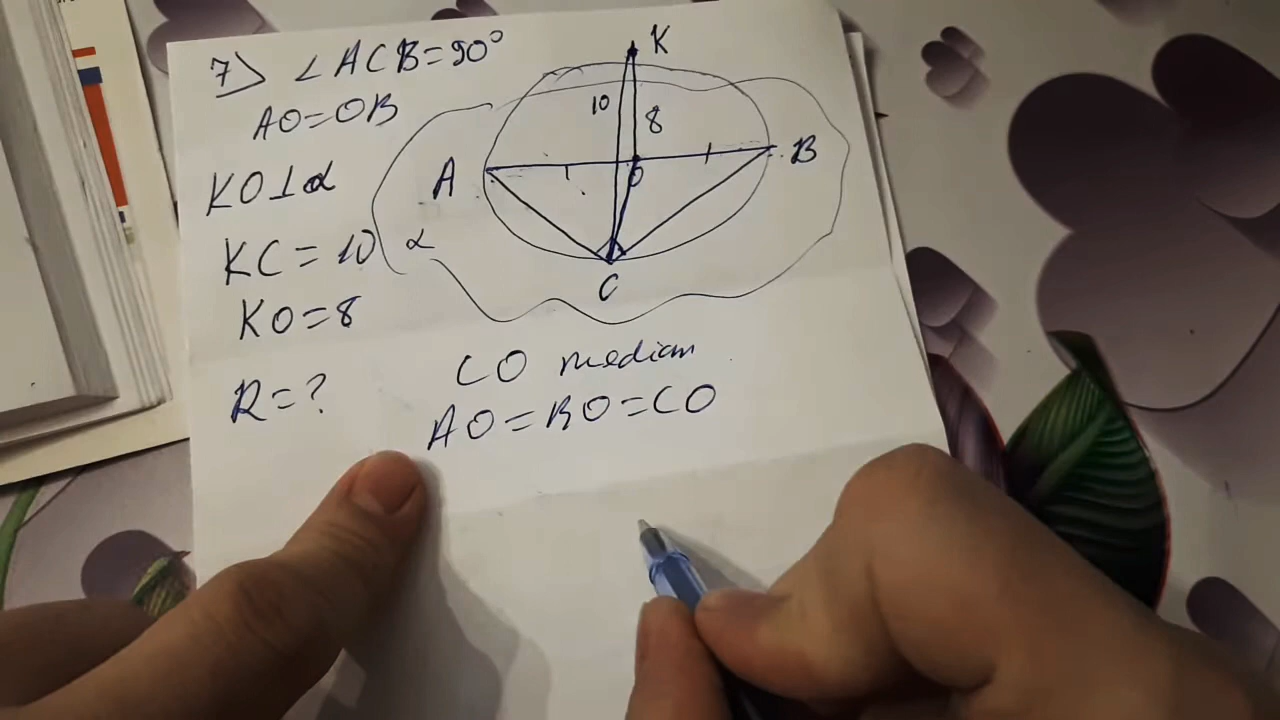 7) ∠ACB=90°
AO=OB
KO⊥α
KC=10
KO=8
R=?
K
10
8
A
O
B
α
C
CO median
AO=BO=CO